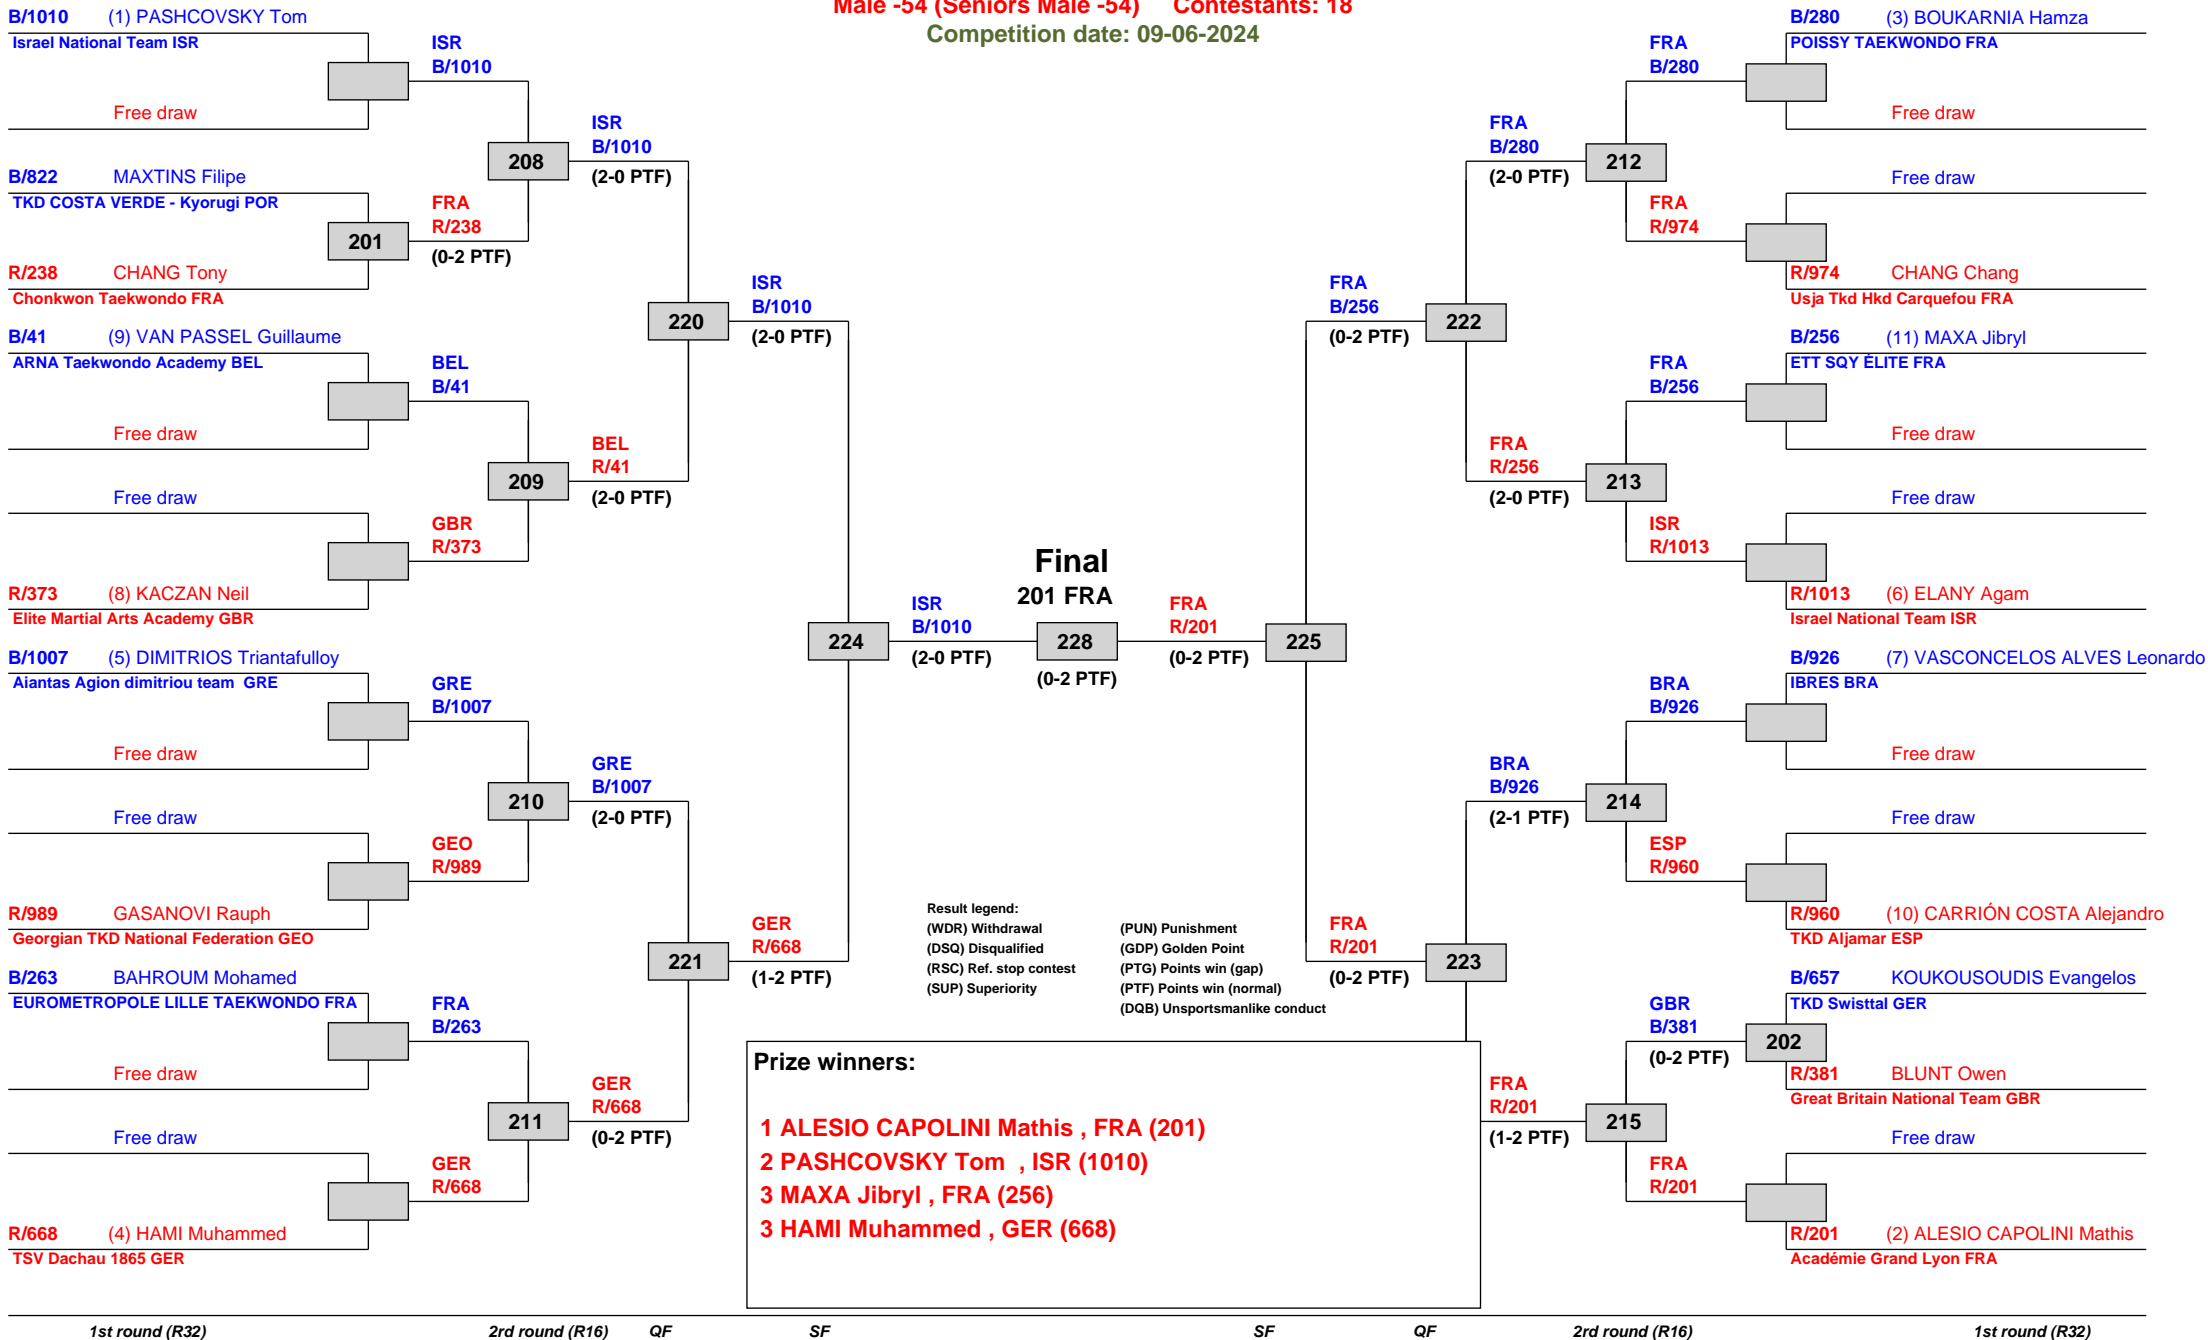 Male -54 (Seniors Male -54) Contestants: 18
Competition date: 09-06-2024
B/1010 (1) PASHCOVSKY Tom
Israel National Team ISR
Free draw
ISR
B/1010
B/822 MAXTINS Filipe
TKD COSTA VERDE - Kyorugi POR
201
R/238 CHANG Tony
Chonkwon Taekwondo FRA
FRA
R/238
(0-2 PTF)
208
ISR
B/1010
(2-0 PTF)
B/41 (9) VAN PASSEL Guillaume
ARNA Taekwondo Academy BEL
Free draw
BEL
B/41
Free draw
R/373 (8) KACZAN Neil
Elite Martial Arts Academy GBR
GBR
R/373
209
BEL
R/41
(2-0 PTF)
220
ISR
B/1010
(2-0 PTF)
B/1007 (5) DIMITRIOS Triantafulloy
Aiantas Agion dimitriou team GRE
Free draw
GRE
B/1007
Free draw
R/989 GASANOVI Rauph
Georgian TKD National Federation GEO
GEO
R/989
210
GRE
B/1007
(2-0 PTF)
B/263 BAHROUM Mohamed
EUROMETROPOLE LILLE TAEKWONDO FRA
Free draw
FRA
B/263
Free draw
R/668 (4) HAMI Muhammed
TSV Dachau 1865 GER
GER
R/668
211
GER
R/668
(0-2 PTF)
221
GER
R/668
(1-2 PTF)
224
ISR
B/1010
(2-0 PTF)
Final
201 FRA
228
(0-2 PTF)
FRA
R/201
(0-2 PTF)
225
B/280 (3) BOUKARNIA Hamza
POISSY TAEKWONDO FRA
Free draw
FRA
B/280
Free draw
R/974 CHANG Chang
Usja Tkd Hkd Carquefou FRA
FRA
R/974
212
FRA
B/280
(2-0 PTF)
B/256 (11) MAXA Jibryl
ETT SQY ÉLITE FRA
Free draw
FRA
B/256
Free draw
R/1013 (6) ELANY Agam
Israel National Team ISR
ISR
R/1013
213
FRA
R/256
(2-0 PTF)
222
FRA
B/256
(0-2 PTF)
B/926 (7) VASCONCELOS ALVES Leonardo
IBRES BRA
Free draw
BRA
B/926
Free draw
R/960 (10) CARRIÓN COSTA Alejandro
TKD Aljamar ESP
ESP
R/960
214
BRA
B/926
(2-1 PTF)
B/657 KOUKOUSOUDIS Evangelos
TKD Swisttal GER
202
R/381 BLUNT Owen
Great Britain National Team GBR
GBR
B/381
(0-2 PTF)
Free draw
R/201 (2) ALESIO CAPOLINI Mathis
Académie Grand Lyon FRA
FRA
R/201
215
FRA
R/201
(1-2 PTF)
223
FRA
R/201
(0-2 PTF)
Result legend:
(WDR) Withdrawal
(DSQ) Disqualified
(RSC) Ref. stop contest
(SUP) Superiority
(PUN) Punishment
(GDP) Golden Point
(PTG) Points win (gap)
(PTF) Points win (normal)
(DQB) Unsportsmanlike conduct
Prize winners:
1 ALESIO CAPOLINI Mathis , FRA (201)
2 PASHCOVSKY Tom , ISR (1010)
3 MAXA Jibryl , FRA (256)
3 HAMI Muhammed , GER (668)
1st round (R32) 2rd round (R16) QF SF SF QF 2rd round (R16) 1st round (R32)